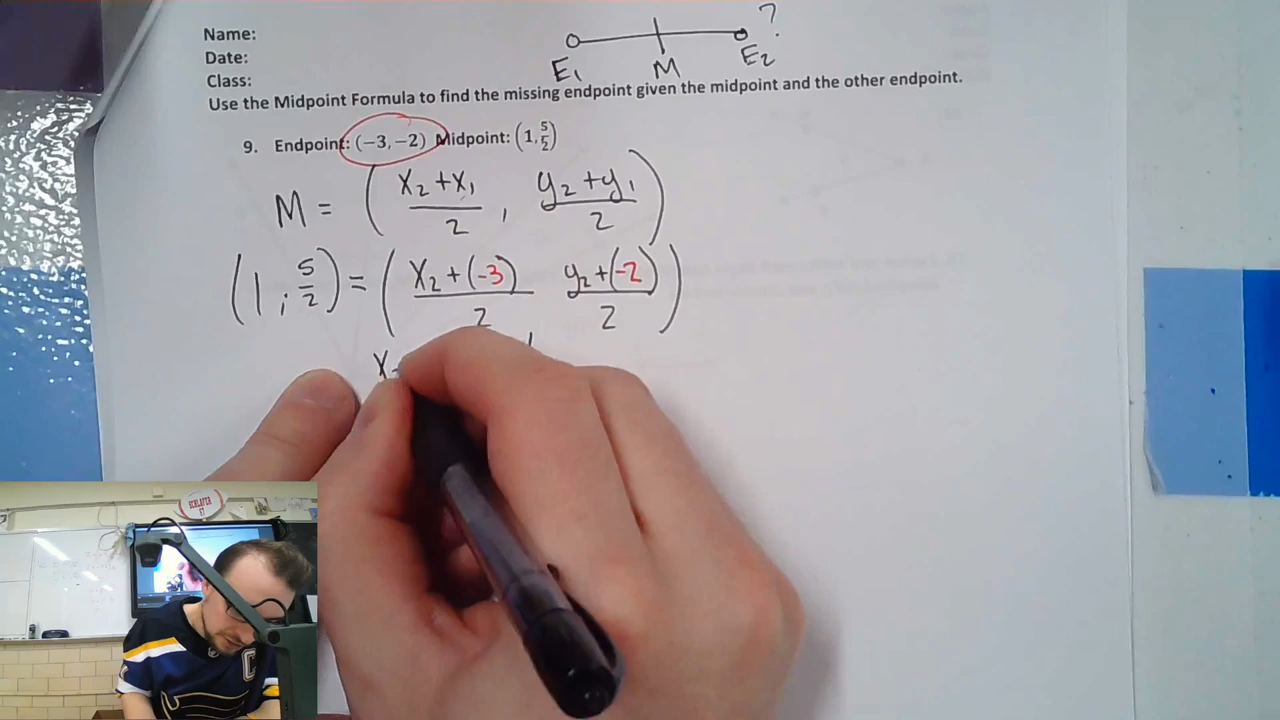 Name:
?
Date:
E₁ M E₂
Class:
Use the Midpoint Formula to find the missing endpoint given the midpoint and the other endpoint.
9. Endpoint: (−3, −2) Midpoint: (1, 5/2)
M = ( (x₂ + x₁)/2 , (y₂ + y₁)/2 )
(1, 5/2) = ( (x₂ + (-3))/2 (y₂ + (-2))/2 )
x
C